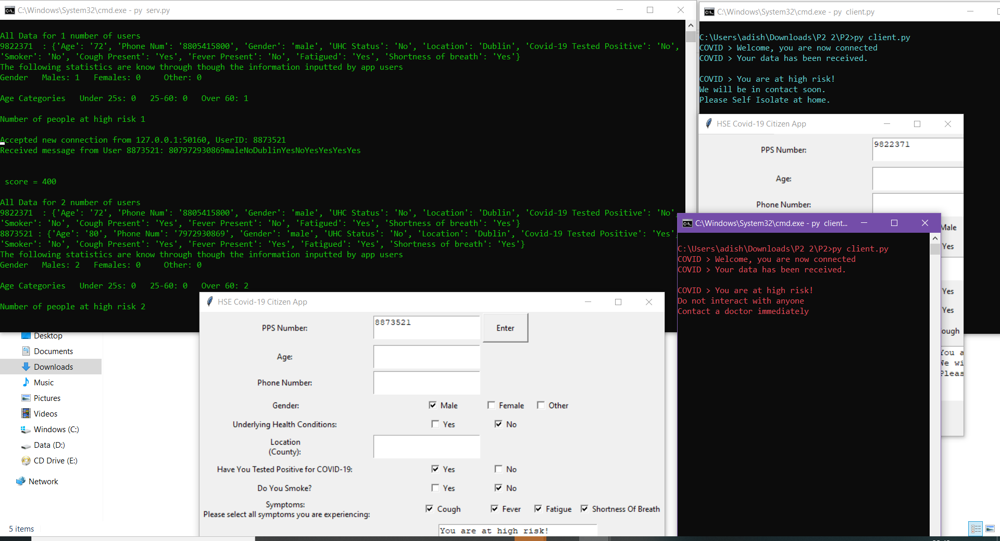 C:\Windows\System32\cmd.exe - py  serv.py
All Data for 1 number of users
9822371  : {'Age': '72', 'Phone Num': '8805415800', 'Gender': 'male', 'UHC Status': 'No', 'Location': 'Dublin', 'Covid-19 Tested Positive': 'No',
'Smoker': 'No', 'Cough Present': 'Yes', 'Fever Present': 'No', 'Fatigued': 'Yes', 'Shortness of breath': 'Yes'}
The following statistics are know through though the information inputted by app users
Gender   Males: 1   Females: 0     Other: 0
Age Categories   Under 25s: 0   25-60: 0   Over 60: 1
Number of people at high risk 1
Accepted new connection from 127.0.0.1:50160, UserID: 8873521
Received message from User 8873521: 807972930869maleNoDublinYesNoYesYesYesYes
score = 400
All Data for 2 number of users
9822371  : {'Age': '72', 'Phone Num': '8805415800', 'Gender': 'male', 'UHC Status': 'No', 'Location': 'Dublin', 'Covid-19 Tested Positive': 'No',
'Smoker': 'No', 'Cough Present': 'Yes', 'Fever Present': 'No', 'Fatigued': 'Yes', 'Shortness of breath': 'Yes'}
8873521 : {'Age': '80', 'Phone Num': '7972930869', 'Gender': 'male', 'UHC Status': 'No', 'Location': 'Dublin', 'Covid-19 Tested Positive': 'Yes',
'Smoker': 'No', 'Cough Present': 'Yes', 'Fever Present': 'Yes', 'Fatigued': 'Yes', 'Shortness of breath': 'Yes'}
The following statistics are know through though the information inputted by app users
Gender   Males: 2   Females: 0     Other: 0
Age Categories   Under 25s: 0   25-60: 0   Over 60: 2
Number of people at high risk 2
C:\Windows\System32\cmd.exe - py  client.py
C:\Users\adish\Downloads\P2 2\P2>py client.py
COVID > Welcome, you are now connected
COVID > Your data has been received.
COVID > You are at high risk!
We will be in contact soon.
Please Self Isolate at home.
HSE Covid-19 Citizen App
PPS Number: 9822371
Age:
Phone Number:
Male
Yes
Yes
Yes
ough
You a
We wi
Pleas
C:\Windows\System32\cmd.exe - py  client...
C:\Users\adish\Downloads\P2 2\P2>py client.py
COVID > Welcome, you are now connected
COVID > Your data has been received.
COVID > You are at high risk!
Do not interact with anyone
Contact a doctor immediately
HSE Covid-19 Citizen App
PPS Number: 8873521 Enter
Age:
Phone Number:
Gender: Male Female Other
Underlying Health Conditions: Yes No
Location
(County):
Have You Tested Positive for COVID-19: Yes No
Do You Smoke? Yes No
Symptoms:
Please select all symptoms you are experiencing: Cough Fever Fatigue Shortness Of Breath
You are at high risk!
Desktop
Documents
Downloads
Music
Pictures
Videos
Windows (C:)
Data (D:)
CD Drive (E:)
Network
5 items